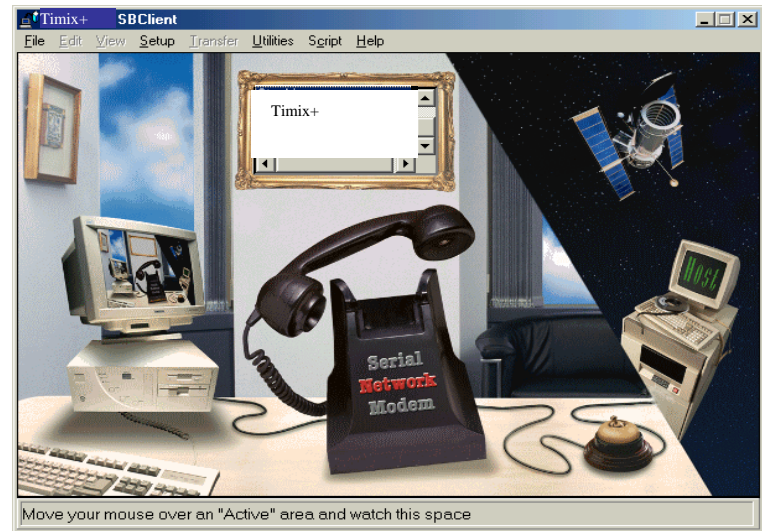 Timix+ SBClient
File Edit View Setup Transfer Utilities Script Help
Timix+
Host
Serial
Network
Modem
Move your mouse over an "Active" area and watch this space